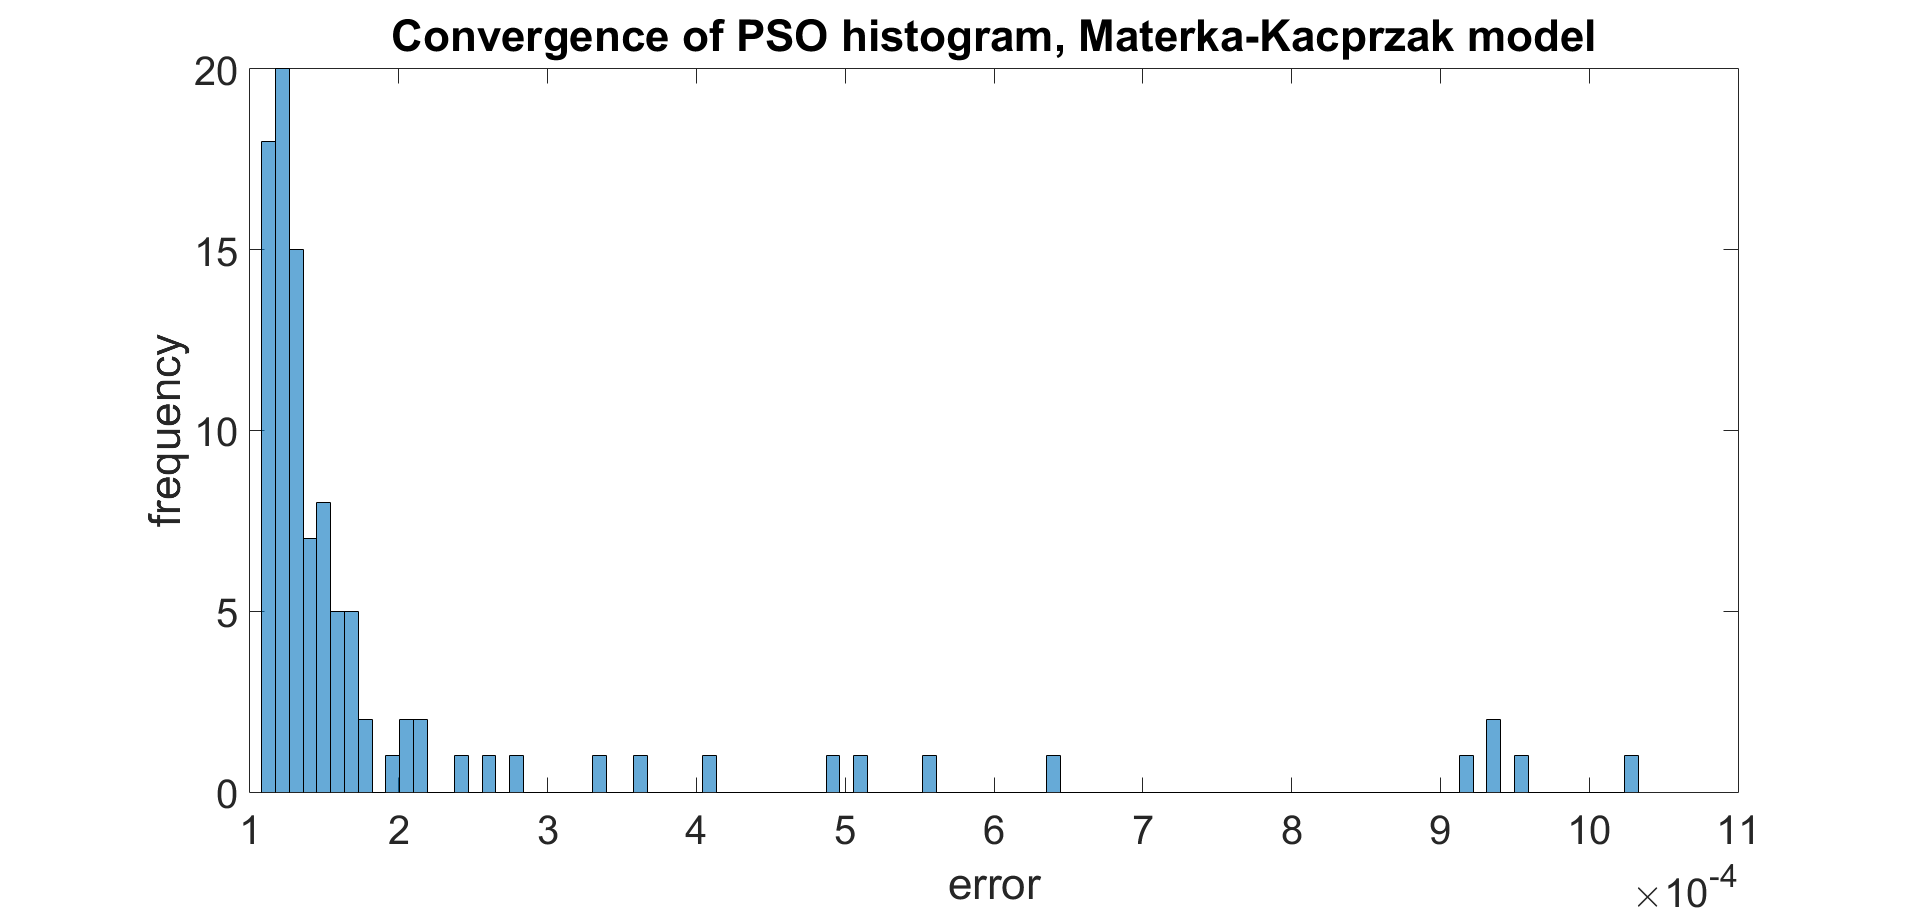 Convergence of PSO histogram, Materka-Kacprzak model
20
15
10
5
0
frequency
1 2 3 4 5 6 7 8 9 10 11
error
×10-4